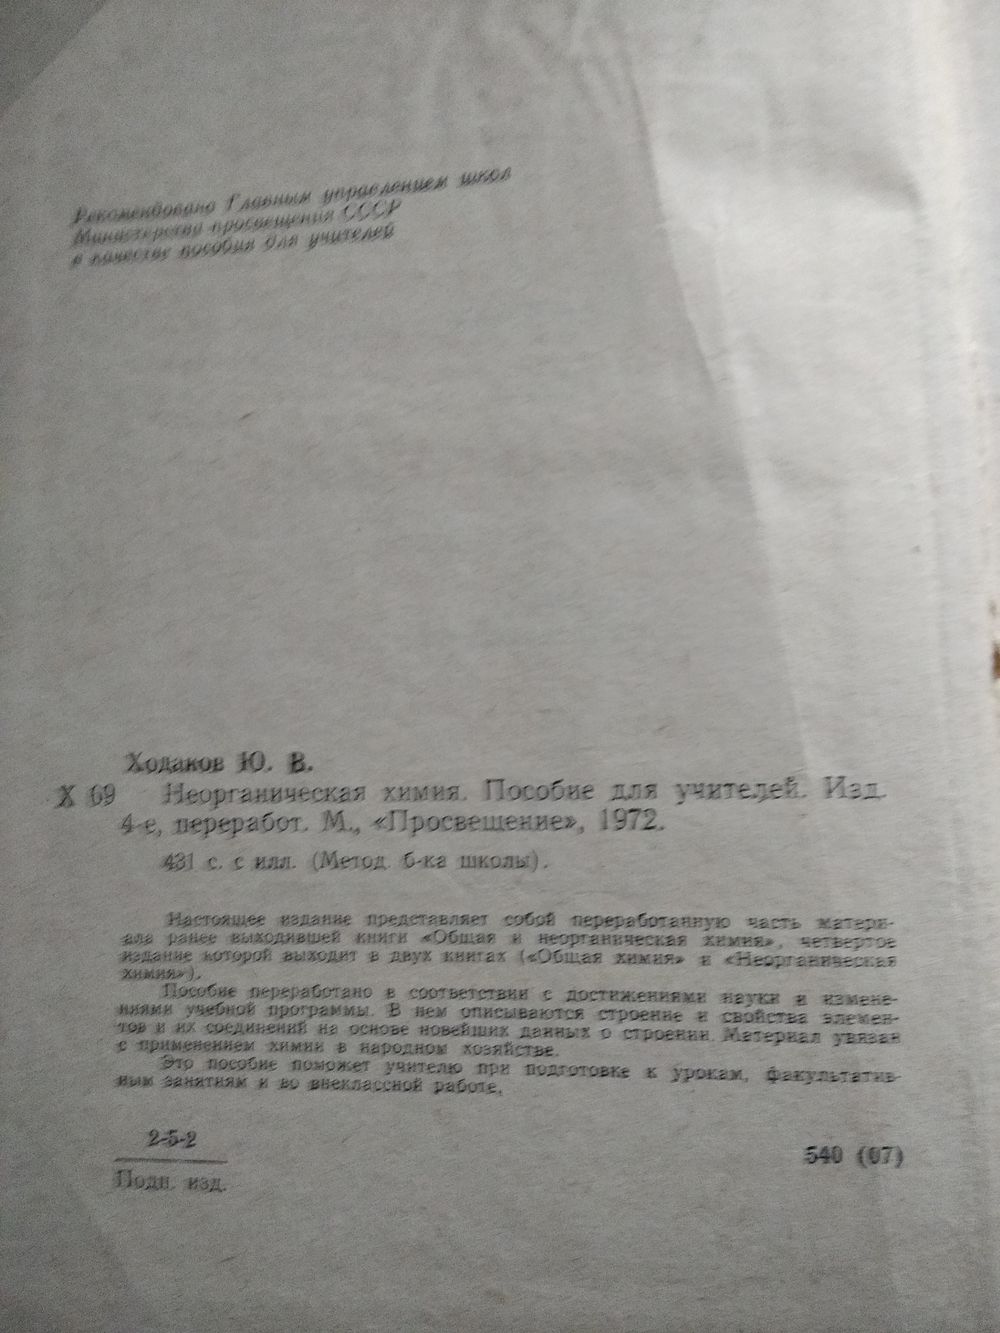 Рекомендовано Главным управлением школ
Министерства просвещения СССР
в качестве пособия для учителей
Ходаков Ю. В.
Х 69 Неорганическая химия. Пособие для учителей. Изд.
4-е, переработ. М., «Просвещение», 1972.
431 с. с илл. (Метод. б-ка школы).
Настоящее издание представляет собой переработанную часть матери-
ала ранее выходившей книги «Общая и неорганическая химия», четвертое
издание которой выходит в двух книгах («Общая химия» и «Неорганическая
химия»).
Пособие переработано в соответствии с достижениями науки и измене-
ниями учебной программы. В нем описываются строение и свойства элемен-
тов и их соединений на основе новейших данных о строении. Материал увязан
с применением химии в народном хозяйстве.
Это пособие поможет учителю при подготовке к урокам, факультатив-
ным занятиям и во внеклассной работе.
2-5-2
Подп. изд.
540 (07)